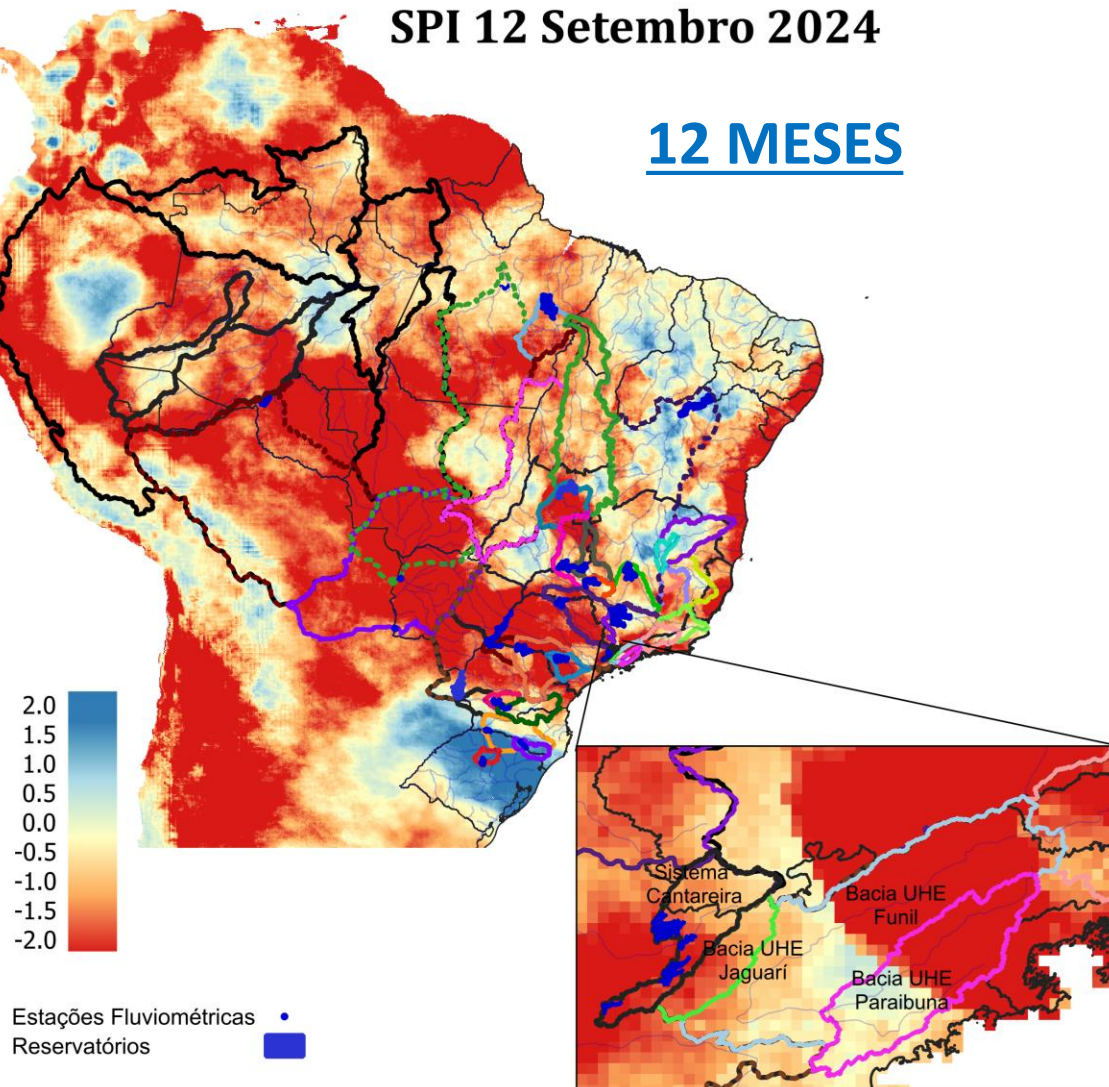 SPI 12 Setembro 2024
12 MESES
2.0
1.5
1.0
0.5
0.0
-0.5
-1.0
-1.5
-2.0
Estações Fluviométricas
Reservatórios
Sistema
Cantareira
Bacia UHE
Funil
Bacia UHE
Jaguarí
Bacia UHE
Paraibuna